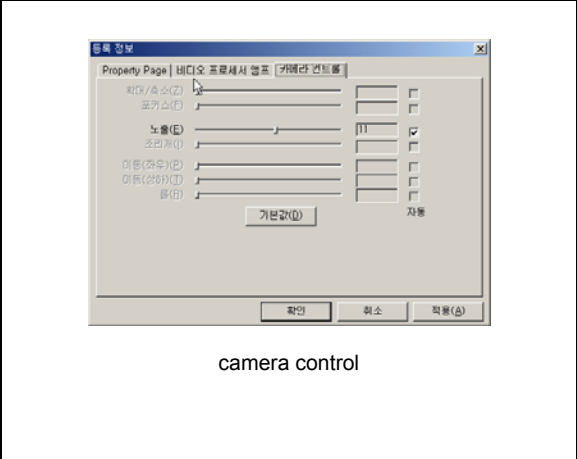 등록 정보
Property Page 비디오 프로세서 앰프 카메라 컨트롤
확대/축소(Z)
포커스(F)
노출(E) 11
조리개(I)
이동(좌우)(P)
이동(상하)(T)
롤(R)
기본값(D) 자동
확인 취소 적용(A)
camera control